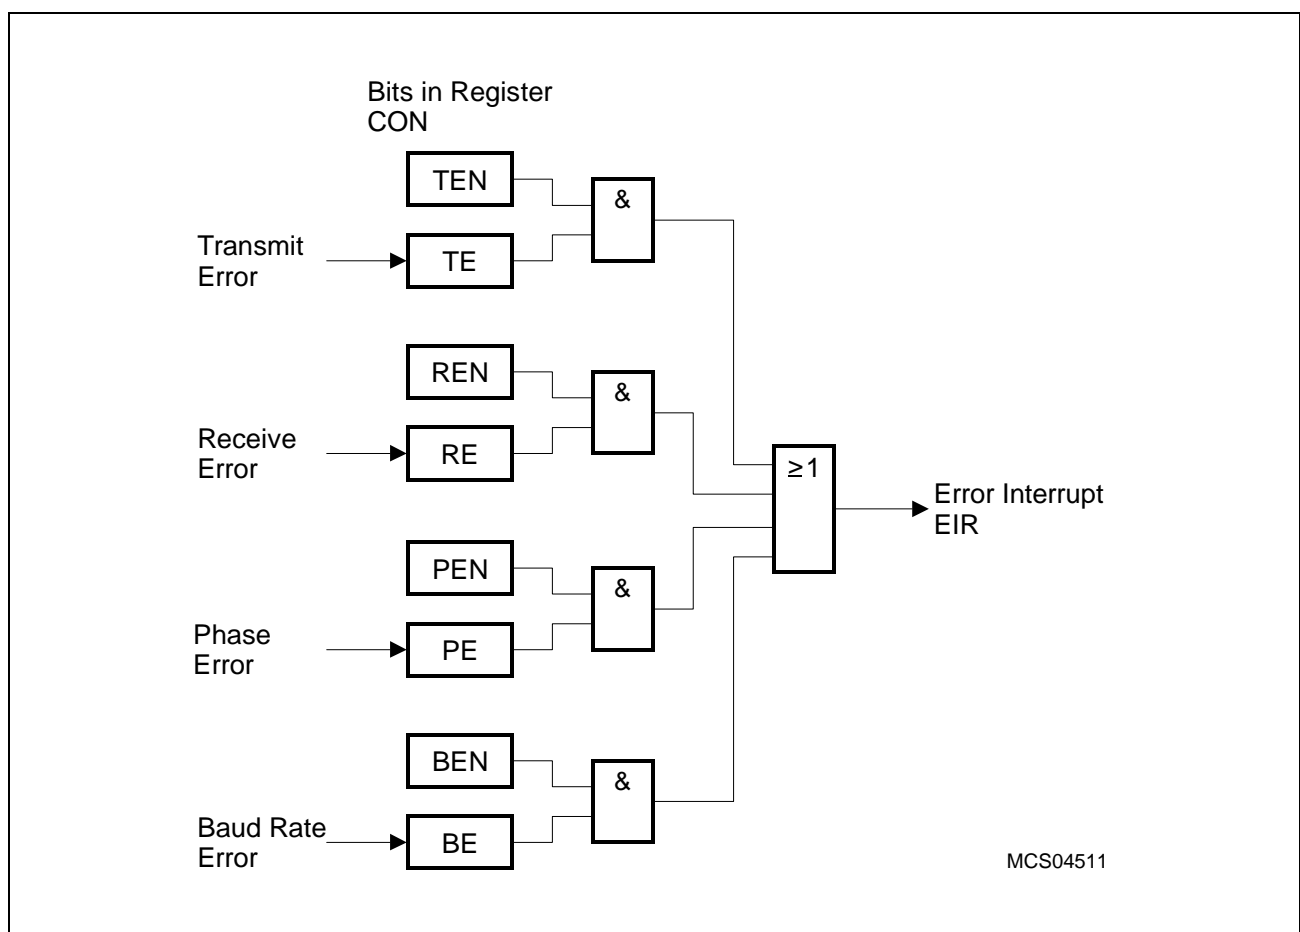 Bits in Register
CON
TEN
&
Transmit
Error
TE
REN
&
Receive
Error
RE
≥1
Error Interrupt
EIR
PEN
&
Phase
Error
PE
BEN
&
Baud Rate
Error
BE
MCS04511